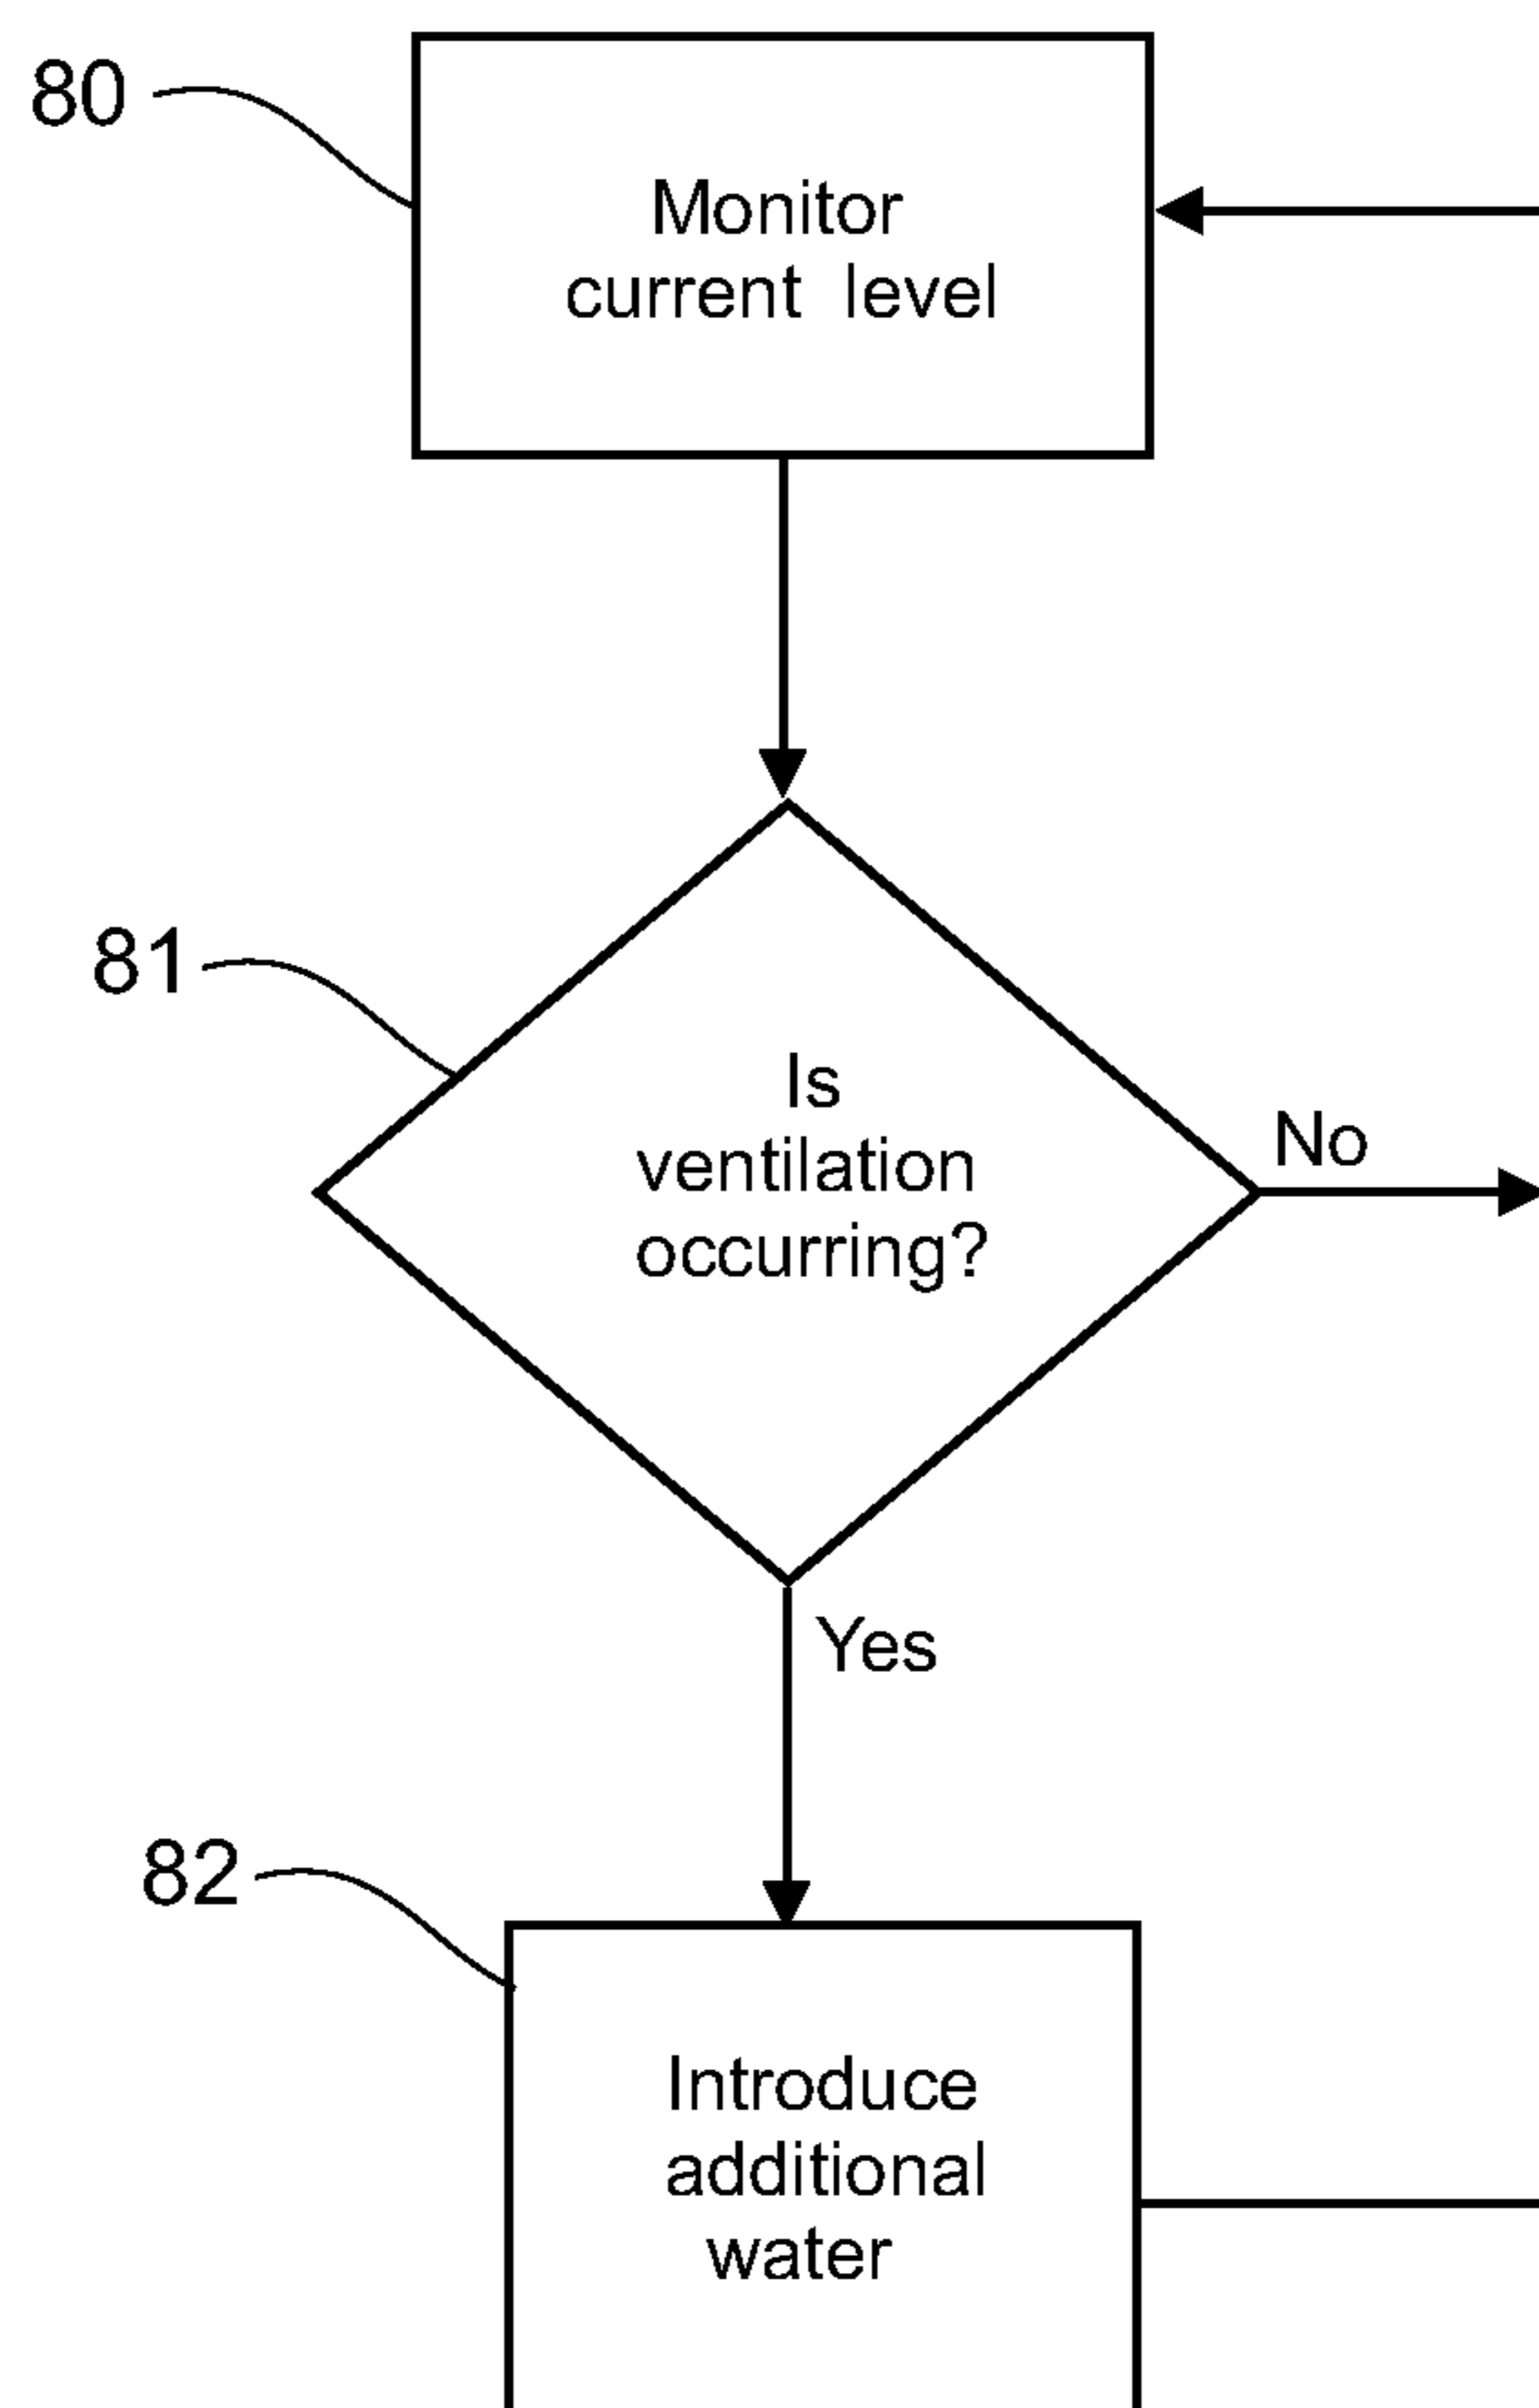 80
Monitor
current level
81
Is
ventilation
occurring?
No
Yes
82
Introduce
additional
water